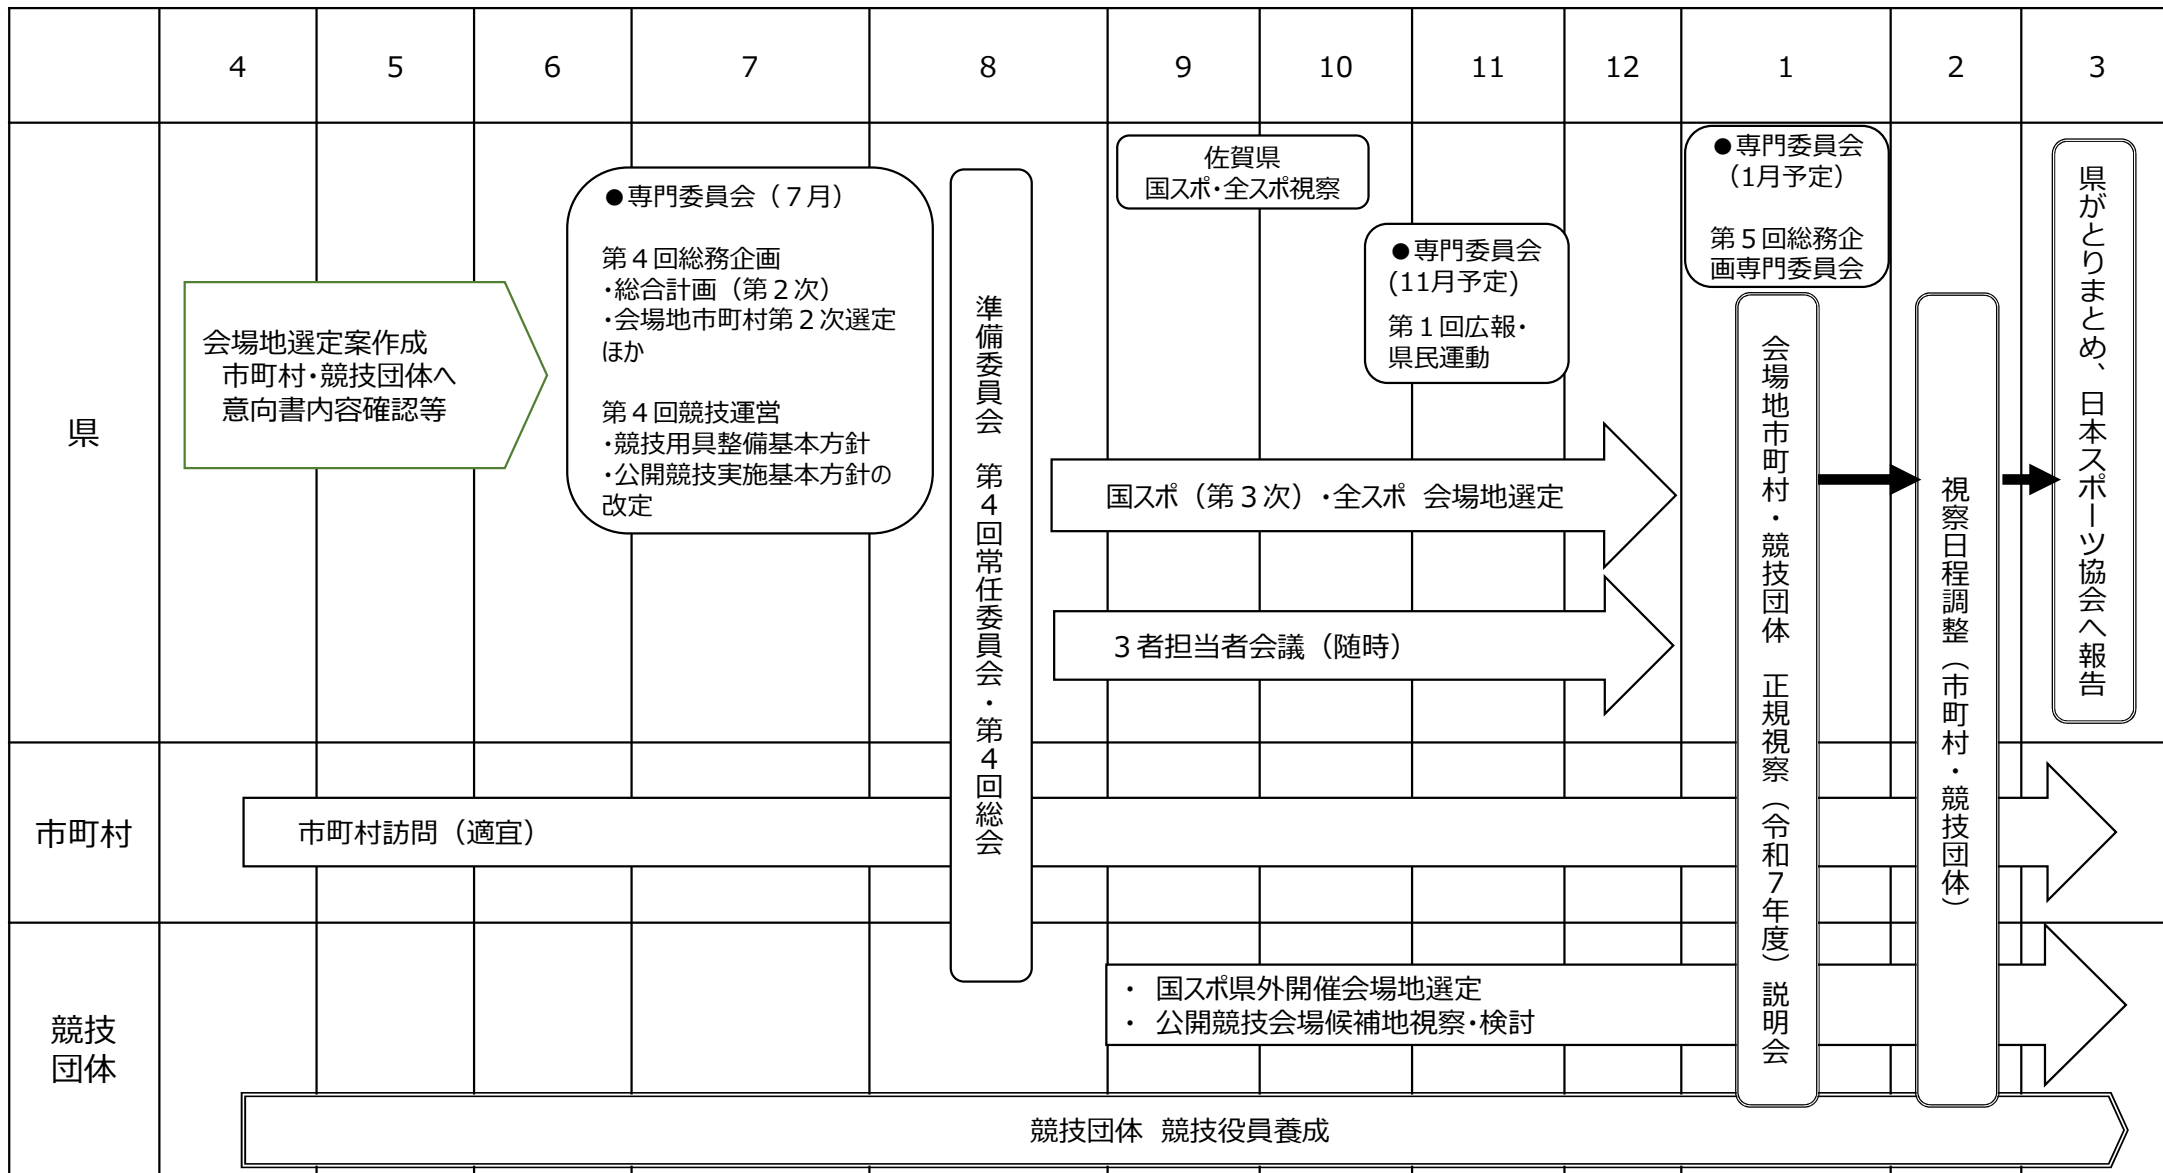 4 5 6 7 8 9 10 11 12 1 2 3
県
会場地選定案作成
市町村・競技団体へ
意向書内容確認等
●専門委員会（７月）
第４回総務企画
・総合計画（第２次）
・会場地市町村第２次選定
ほか
第４回競技運営
・競技用具整備基本方針
・公開競技実施基本方針の
改定
準備委員会　第４回常任委員会・第４回総会
佐賀県
国スポ・全スポ視察
●専門委員会
(11月予定)
第１回広報・
県民運動
国スポ（第３次）・全スポ 会場地選定
３者担当者会議（随時）
●専門委員会
（1月予定）
第５回総務企
画専門委員会
会場地市町村・競技団体　正規視察（令和７年度）説明会
視察日程調整（市町村・競技団体）
県がとりまとめ、日本スポーツ協会へ報告
市町村
市町村訪問（適宜）
競技
団体
・ 国スポ県外開催会場地選定
・ 公開競技会場候補地視察・検討
競技団体 競技役員養成